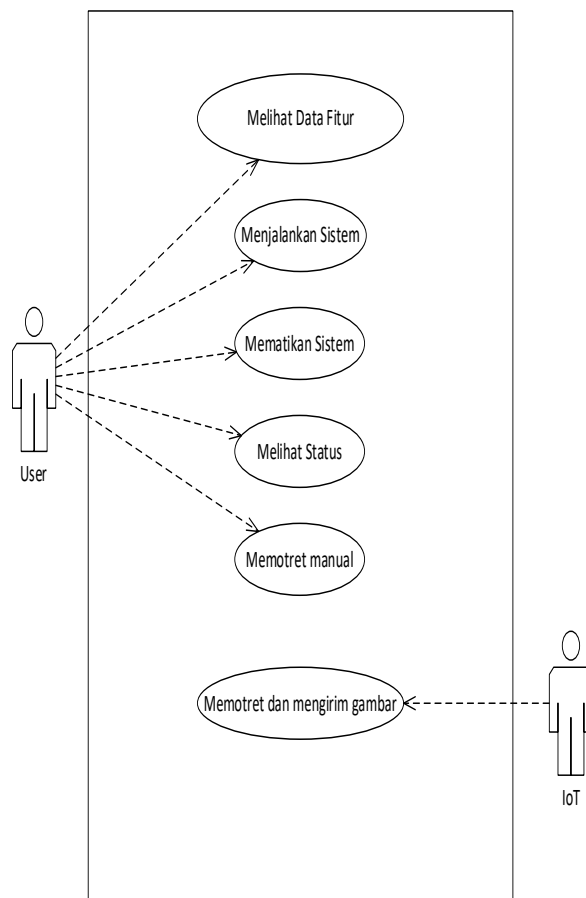 Melihat Data Fitur
Menjalankan Sistem
Mematikan Sistem
Melihat Status
User
Memotret manual
Memotret dan mengirim gambar
IoT